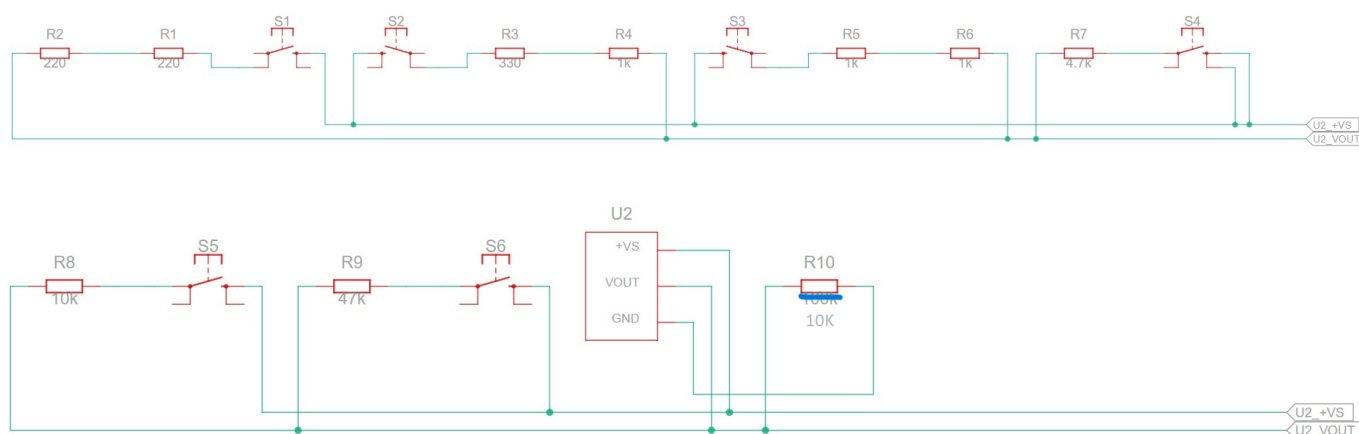 S1 S2 S3 S4
R2 R1 R3 R4 R5 R6 R7
220 220 330 1k 1k 1k 4.7k
U2_+VS
U2_VOUT
U2
S5 S6
+VS
R8 R9 R10
VOUT
10k 47k
10K
GND
U2_+VS
U2_VOUT